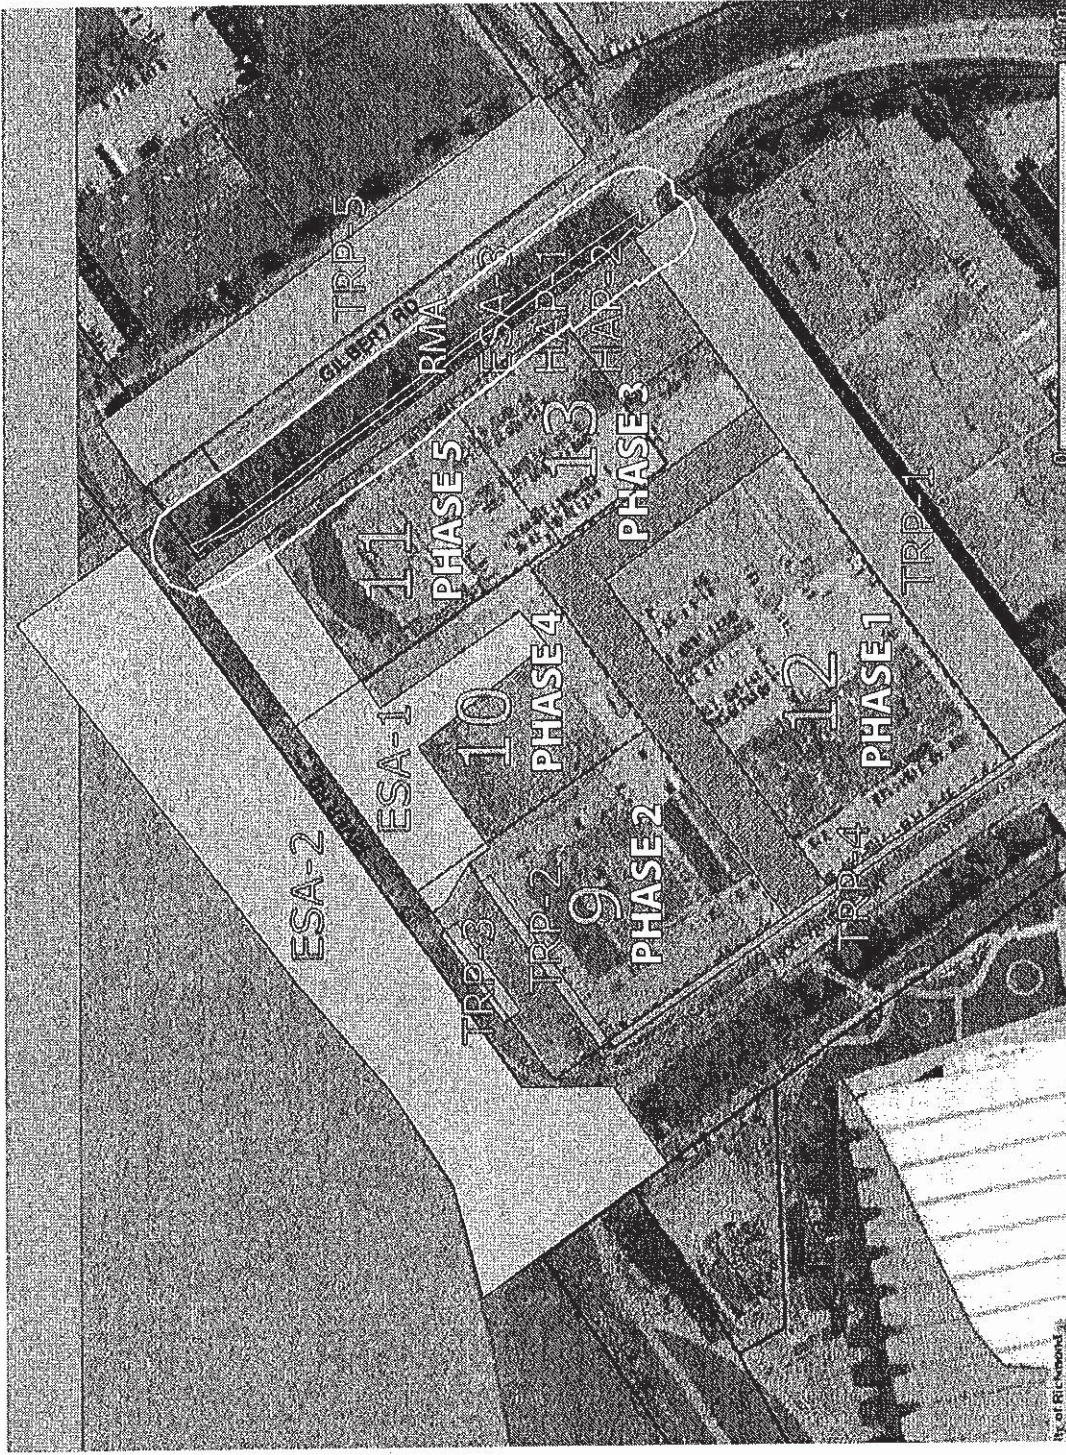 TRP-5
GILBERT RD
RMA
ESA-3
HAP-1
HAP-2
11
PHASE 5
13
PHASE 3
10
PHASE 4
ESA-1
ESA-2
TRP-1
12
PHASE 1
9
PHASE 2
TRP-2
TRP-3
TRP-4
of Richmond